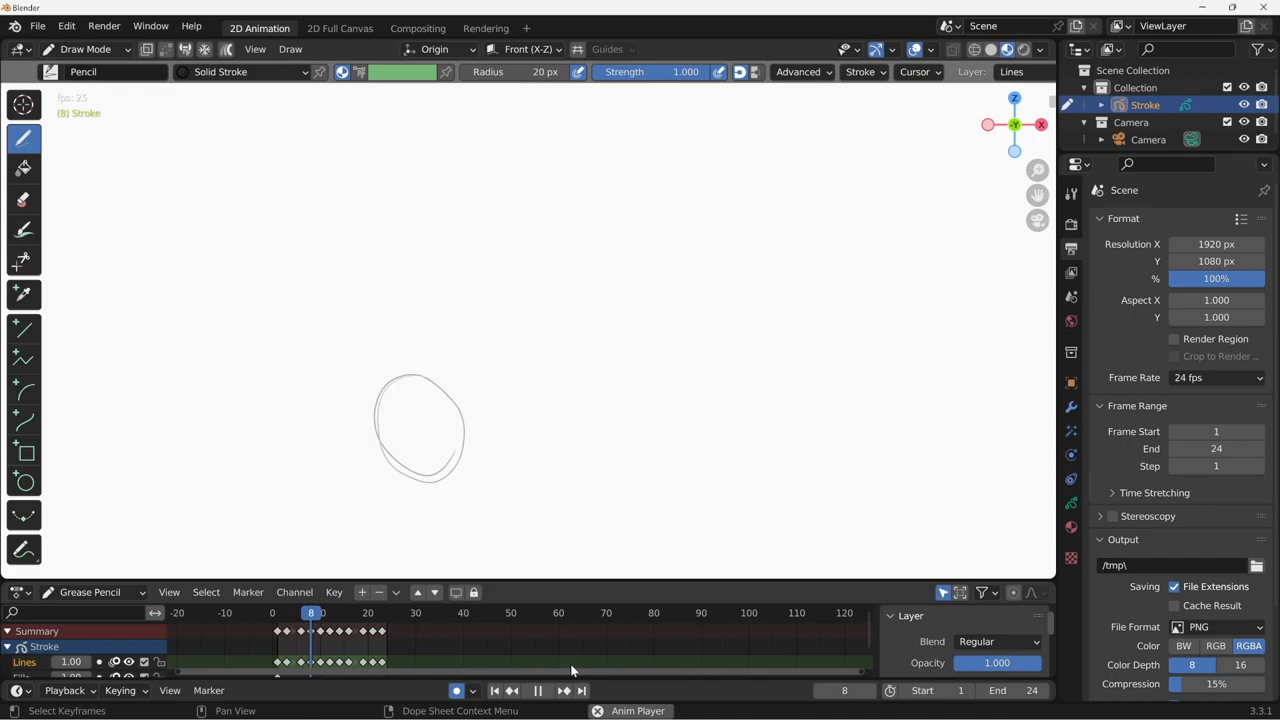 Blender
File Edit Render Window Help 2D Animation 2D Full Canvas Compositing Rendering + Scene ViewLayer
Draw Mode View Draw Origin Front (X-Z) Guides
Pencil Solid Stroke Radius 20 px Strength 1.000 Advanced Stroke Cursor Layer: Lines
fps: 25
(8) Stroke
Z
-Y X
Scene Collection
Collection
Stroke
Camera
Camera
Scene
Format
Resolution X 1920 px
Y 1080 px
% 100%
Aspect X 1.000
Y 1.000
Render Region
Crop to Render ...
Frame Rate 24 fps
Frame Range
Frame Start 1
End 24
Step 1
Time Stretching
Stereoscopy
Output
/tmp\
Saving File Extensions
Cache Result
File Format PNG
Color BW RGB RGBA
Color Depth 8 16
Compression 15%
Grease Pencil View Select Marker Channel Key
-20 -10 0 8 20 30 40 50 60 70 80 90 100 110 120
Summary
Stroke
Lines 1.00
Layer
Blend Regular
Opacity 1.000
Playback Keying View Marker 8 Start 1 End 24
Select Keyframes Pan View Dope Sheet Context Menu Anim Player 3.3.1